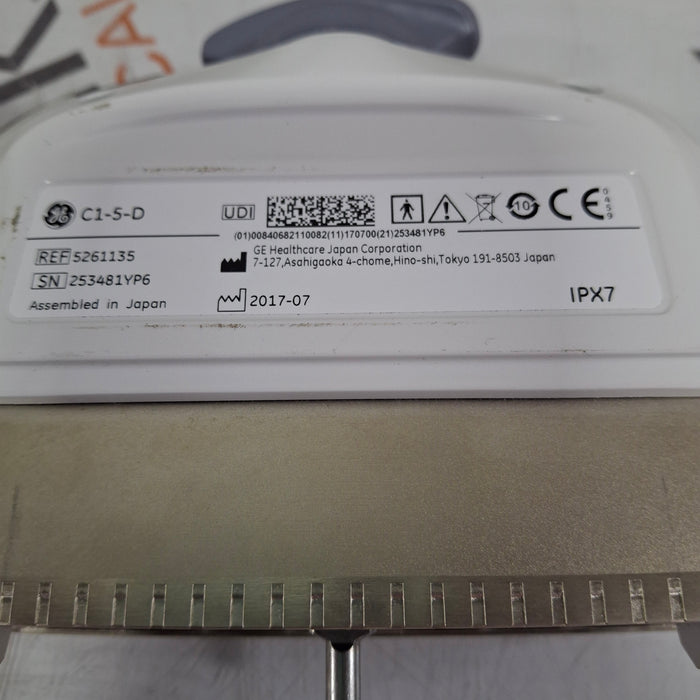 GE C1-5-D
UDI
(01)00840682110082(11)170700(21)253481YP6
10
CE 0459
REF 5261135
SN 253481YP6
Assembled in Japan
GE Healthcare Japan Corporation
7-127,Asahigaoka 4-chome,Hino-shi,Tokyo 191-8503 Japan
2017-07
IPX7